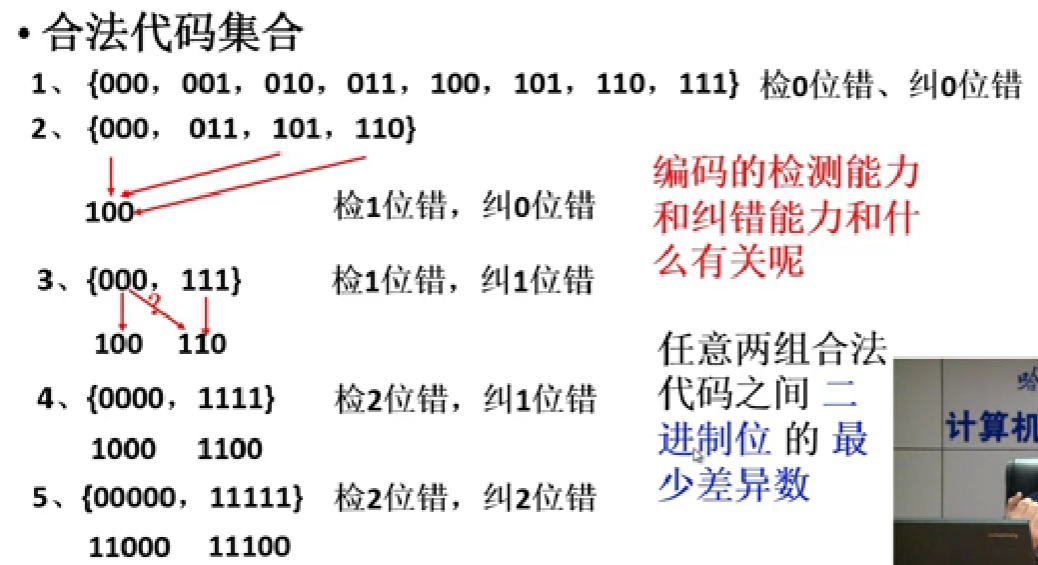 • 合法代码集合
1、 {000，001，010，011，100，101，110，111} 检0位错、纠0位错
2、 {000， 011，101，110}
100
检1位错，纠0位错
3、 {000，111}
检1位错，纠1位错
?
100 110
4、 {0000，1111}
检2位错，纠1位错
1000 1100
5、 {00000，11111}
检2位错，纠2位错
11000 11100
编码的检测能力
和纠错能力和什
么有关呢
任意两组合法
代码之间 二
进制位 的 最
少差异数
哈
计算机